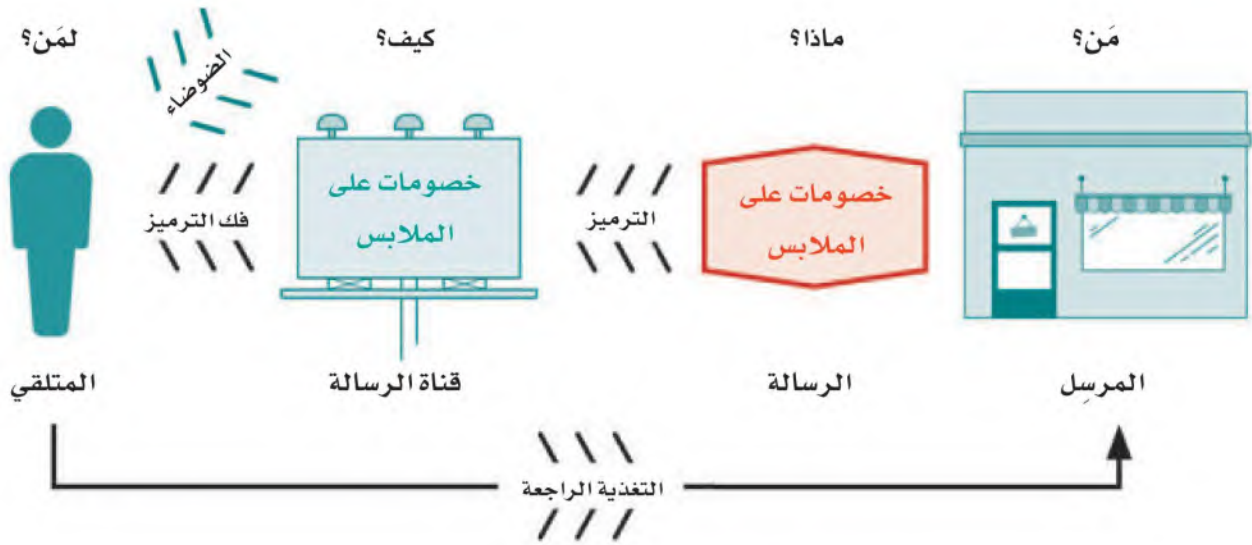 مَن؟
ماذا؟
كيف؟
لمَن؟
الضوضاء
خصومات على
الملابس
الترميز
خصومات على
الملابس
فك الترميز
المرسِل
الرسالة
قناة الرسالة
المتلقي
التغذية الراجعة